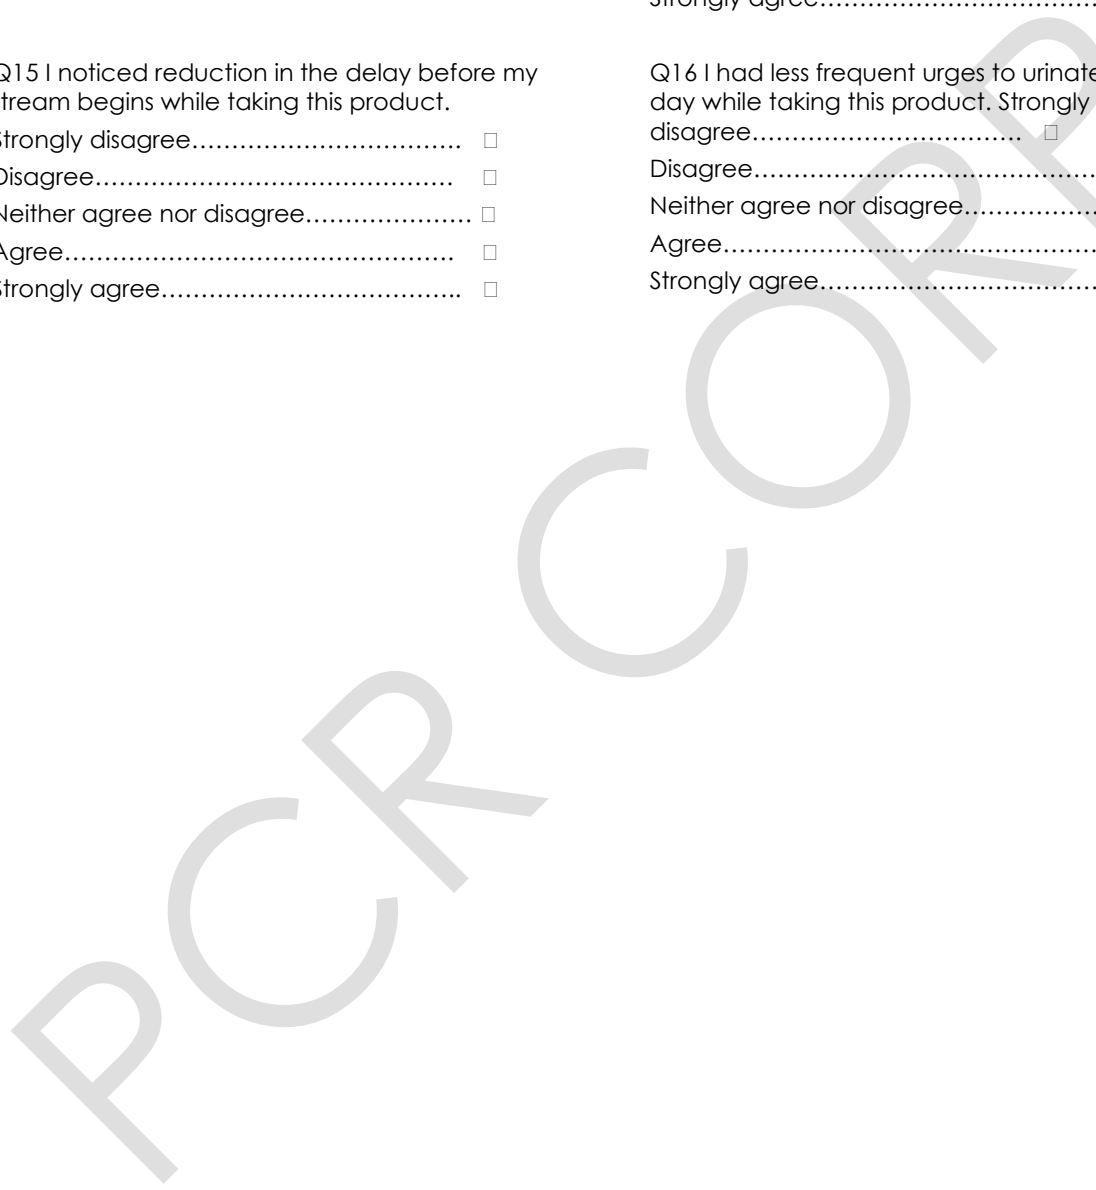 Strongly agree……………………………
Q15 I noticed reduction in the delay before my
stream begins while taking this product.
Strongly disagree…………………………….
Disagree………………………………………
Neither agree nor disagree…………………
Agree…………………………………………
Strongly agree………………………………..
Q16 I had less frequent urges to urinate
day while taking this product. Strongly
disagree…………………………….
Disagree……………………………………
Neither agree nor disagree………………
Agree………………………………………
Strongly agree……………………………
PCR CORP